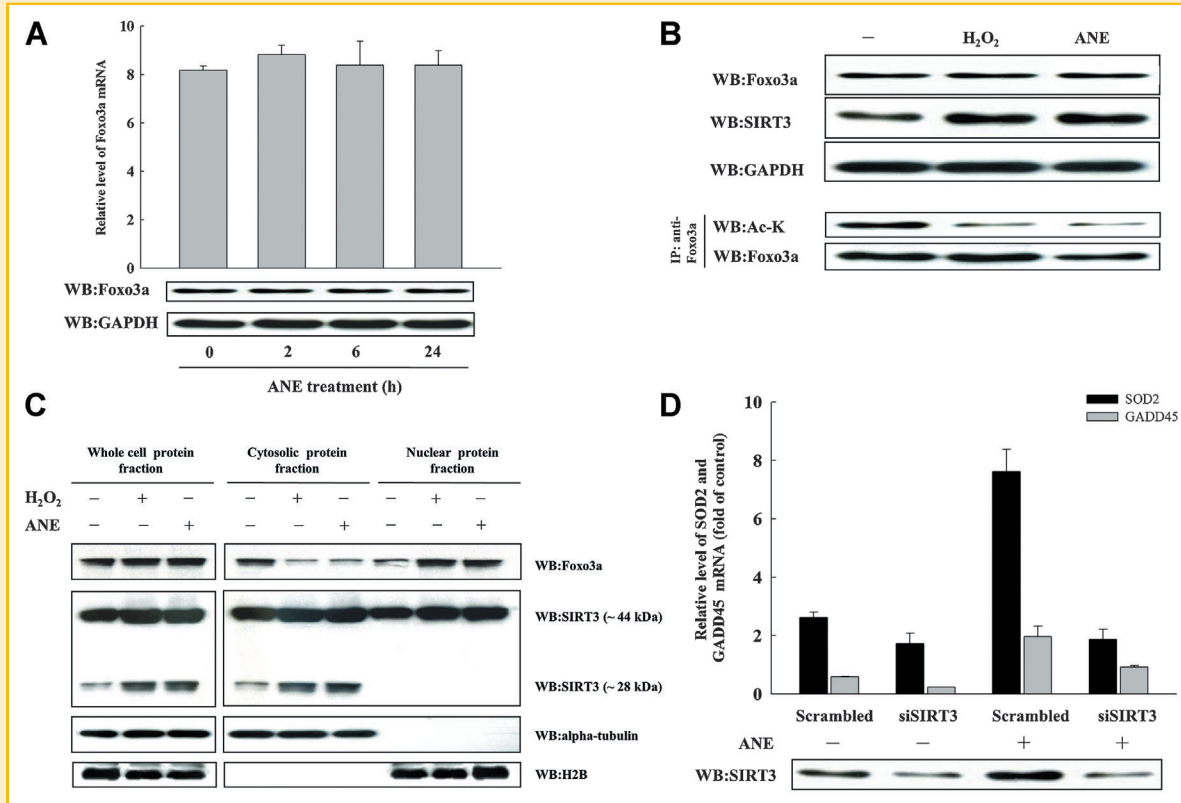 A
Relative level of Foxo3a mRNA
10
8
6
4
2
0
WB:Foxo3a
WB:GAPDH
0 2 6 24
ANE treatment (h)
B
– H₂O₂ ANE
WB:Foxo3a
WB:SIRT3
WB:GAPDH
IP: anti-
Foxo3a
WB:Ac-K
WB:Foxo3a
C
Whole cell protein
fraction
Cytosolic protein
fraction
Nuclear protein
fraction
H₂O₂ – + – – + – – + –
ANE – – + – – + – – +
WB:Foxo3a
WB:SIRT3 (~ 44 kDa)
WB:SIRT3 (~ 28 kDa)
WB:alpha-tubulin
WB:H2B
D
SOD2
GADD45
Relative level of SOD2 and
GADD45 mRNA (fold of control)
10
8
6
4
2
0
Scrambled siSIRT3 Scrambled siSIRT3
ANE – – + +
WB:SIRT3